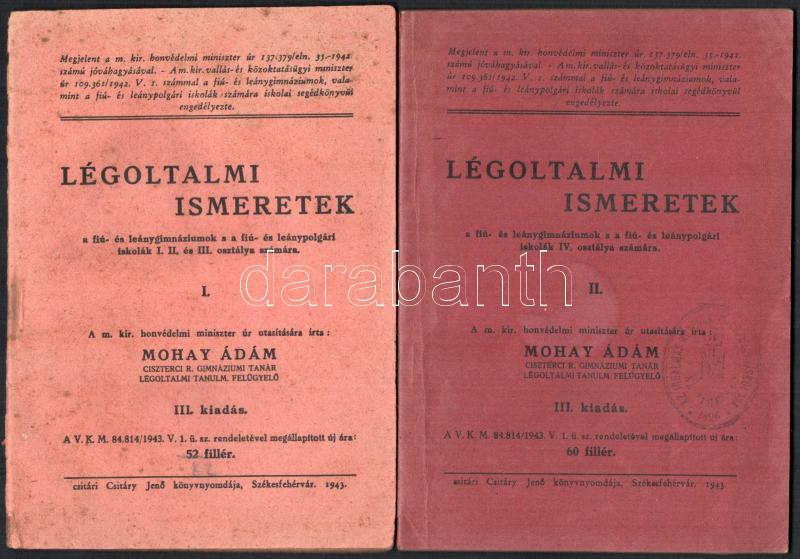 Megjelent a m. kir. honvédelmi miniszter úr 137.379/eln. 35.-1942.
számú jóváhagyásával. - A m. kir. vallás- és közoktatásügyi miniszter
úr 109.361/1942. V. 1. számmal a fiú- és leánygimnáziumok, vala-
mint a fiú- és leánypolgári iskolák számára iskolai segédkönyvül
engedélyezte.
LÉGOLTALMI
ISMERETEK
a fiú- és leánygimnáziumok s a fiú- és leánypolgári
iskolák I. II. és III. osztálya számára.
I.
A m. kir. honvédelmi miniszter úr utasítására írta:
MOHAY ÁDÁM
CISZTERCI R. GIMNÁZIUMI TANÁR
LÉGOLTALMI TANULM. FELÜGYELŐ
III. kiadás.
A V. K. M. 84.814/1943. V. 1. ü. sz. rendeletével megállapított új ára:
52 fillér.
csitári Csitáry Jenő könyvnyomdája, Székesfehérvár. 1943.
Megjelent a m. kir. honvédelmi miniszter úr 137.379/eln. 35.-1942.
számú jóváhagyásával. - A m. kir. vallás- és közoktatásügyi miniszter
úr 109.361/1942. V. 1. számmal a fiú- és leánygimnáziumok, vala-
mint a fiú- és leánypolgári iskolák számára iskolai segédkönyvül
engedélyezte.
LÉGOLTALMI
ISMERETEK
a fiú- és leánygimnáziumok s a fiú- és leánypolgári
iskolák IV. osztálya számára.
II.
A m. kir. honvédelmi miniszter úr utasítására írta:
MOHAY ÁDÁM
CISZTERCI R. GIMNÁZIUMI TANÁR
LÉGOLTALMI TANULM. FELÜGYELŐ
III. kiadás.
A V. K. M. 84.814/1943. V. 1. ü. sz. rendeletével megállapított új ára:
60 fillér.
csitári Csitáry Jenő könyvnyomdája, Székesfehérvár. 1943.
darabanth